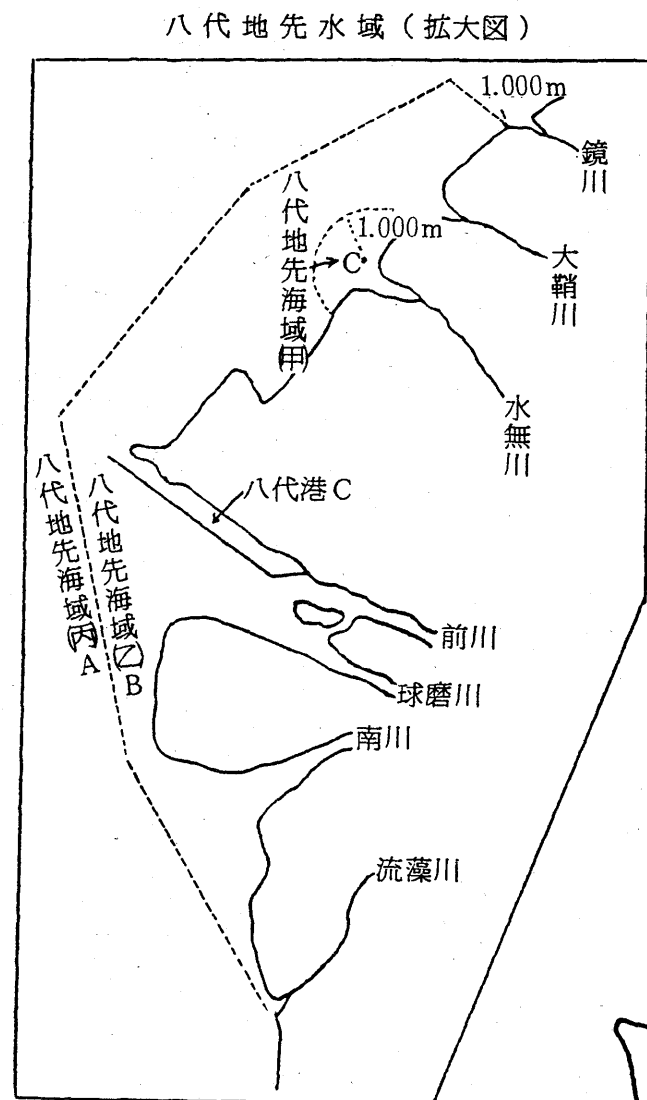 八代地先水域（拡大図）
1.000m
鏡川
八代地先海域(甲)
1.000m
C
大鞘川
水無川
八代港C
八代地先海域(丙)
A
八代地先海域(乙)
B
前川
球磨川
南川
流藻川